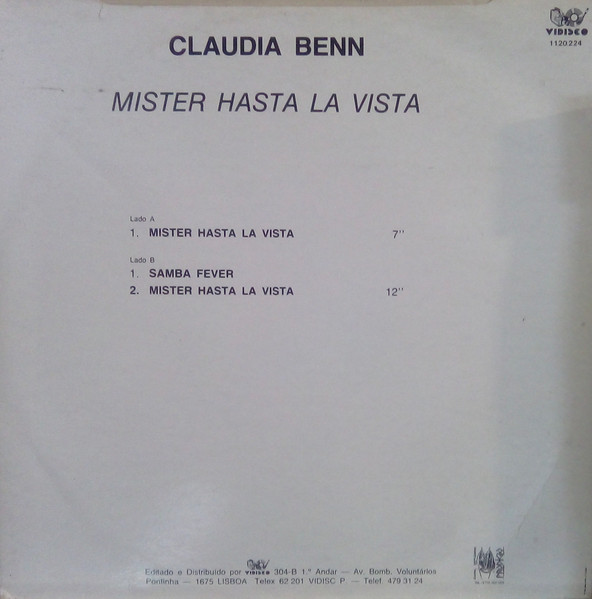 VIDISCO
1120.224
CLAUDIA BENN
MISTER HASTA LA VISTA
Lado A
1. MISTER HASTA LA VISTA 7''
Lado B
1. SAMBA FEVER
2. MISTER HASTA LA VISTA 12''
Editado e Distribuido por VIDISCO 304-B 1.º Andar — Av. Bomb. Voluntários
Pontinha — 1675 LISBOA Telex 62 201 VIDISC P — Telef. 479 31 24